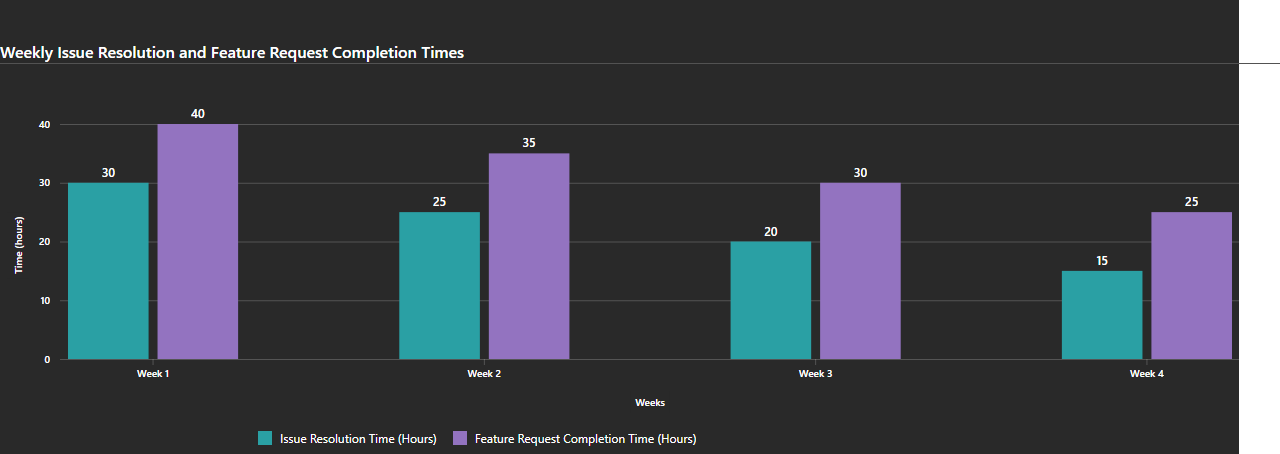 Weekly Issue Resolution and Feature Request Completion Times
40
35
30
30
25
25
20
15
40
30
20
10
0
Time (hours)
Week 1
Week 2
Week 3
Week 4
Weeks
Issue Resolution Time (Hours)
Feature Request Completion Time (Hours)